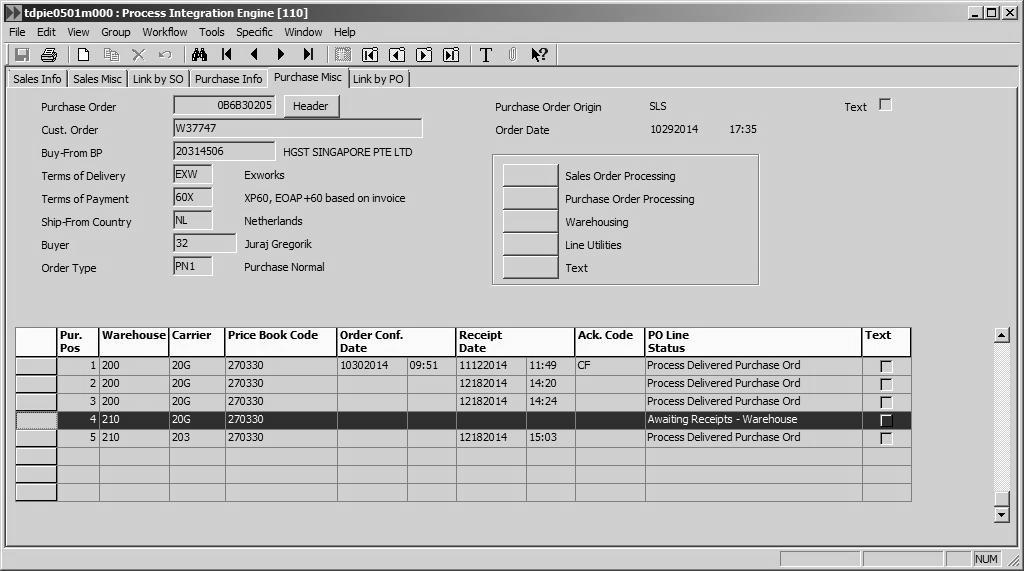 tdpie0501m000 : Process Integration Engine [110]
File Edit View Group Workflow Tools Specific Window Help
T
Sales Info Sales Misc Link by SO Purchase Info Purchase Misc Link by PO
Purchase Order 0B6B30205 Header Purchase Order Origin SLS Text
Cust. Order W37747 Order Date 10292014 17:35
Buy-From BP 20314506 HGST SINGAPORE PTE LTD
Terms of Delivery EXW Exworks Sales Order Processing
Terms of Payment 60X XP60, EOAP+60 based on invoice Purchase Order Processing
Ship-From Country NL Netherlands Warehousing
Buyer 32 Juraj Gregorik Line Utilities
Order Type PN1 Purchase Normal Text
Pur. Warehouse Carrier Price Book Code Order Conf. Receipt Ack. Code PO Line Text
Pos Date Date Status
1 200 20G 270330 10302014 09:51 11122014 11:49 CF Process Delivered Purchase Ord
2 200 20G 270330 12182014 14:20 Process Delivered Purchase Ord
3 200 20G 270330 12182014 14:24 Process Delivered Purchase Ord
4 210 20G 270330 Awaiting Receipts - Warehouse
5 210 203 270330 12182014 15:03 Process Delivered Purchase Ord
NUM